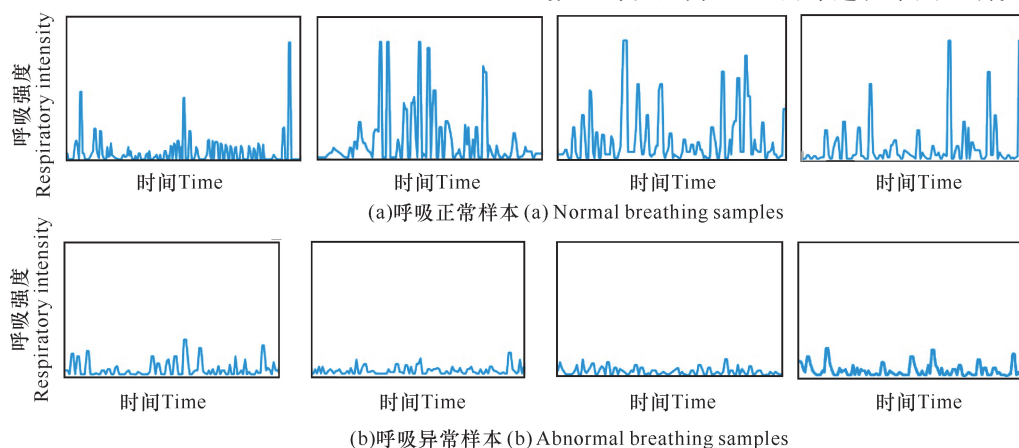 呼吸强度
Respiratory intensity
时间Time
时间Time
时间Time
时间Time
(a)呼吸正常样本 (a) Normal breathing samples
呼吸强度
Respiratory intensity
时间Time
时间Time
时间Time
时间Time
(b)呼吸异常样本 (b) Abnormal breathing samples